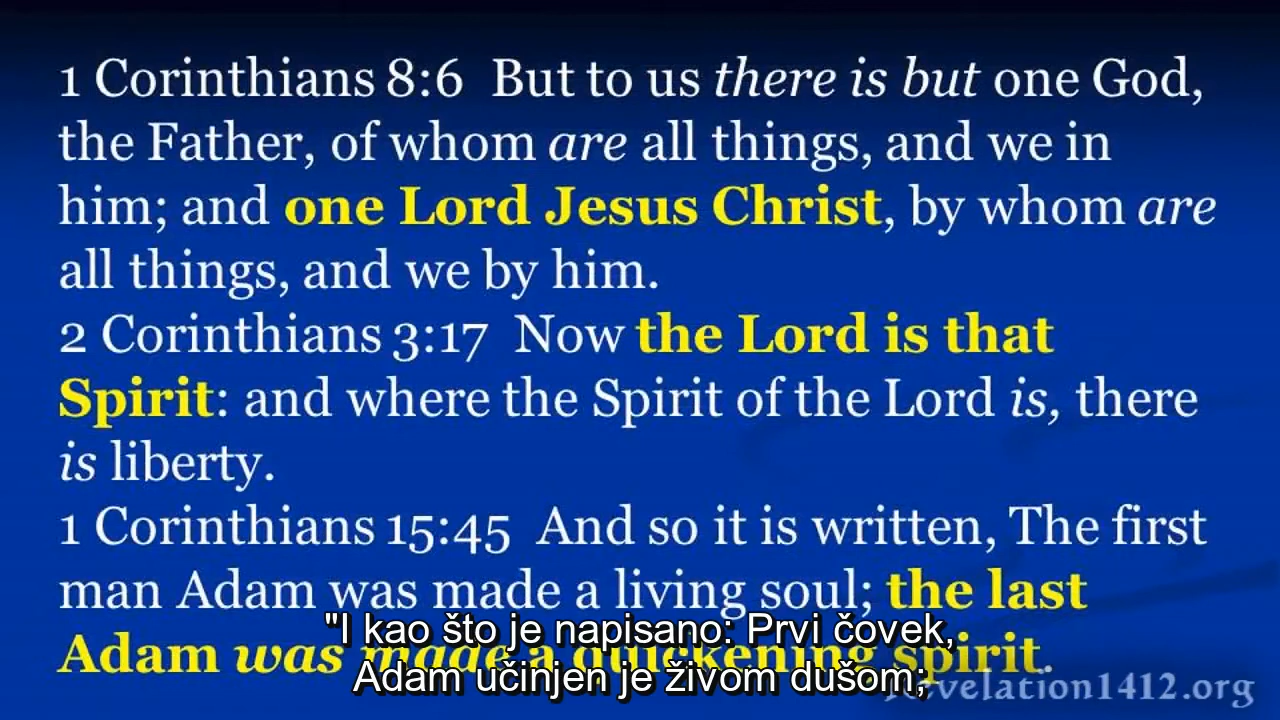 1 Corinthians 8:6 But to us there is but one God,
the Father, of whom are all things, and we in
him; and one Lord Jesus Christ, by whom are
all things, and we by him.
2 Corinthians 3:17 Now the Lord is that
Spirit: and where the Spirit of the Lord is, there
is liberty.
1 Corinthians 15:45 And so it is written, The first
man Adam was made a living soul; the last
Adam was made a quickening spirit.
"I kao što je napisano: Prvi čovek,
Adam učinjen je živom dušom;
Revelation1412.org